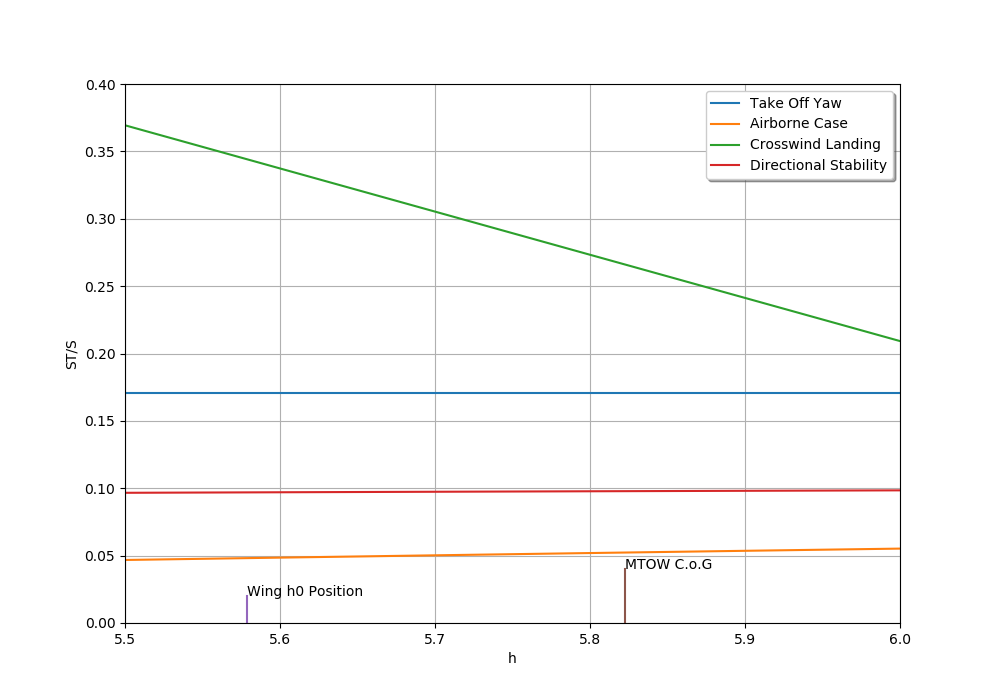 0.40
0.35
0.30
0.25
0.20
0.15
0.10
0.05
0.00
ST/S
Take Off Yaw
Airborne Case
Crosswind Landing
Directional Stability
MTOW C.o.G
Wing h0 Position
5.5 5.6 5.7 5.8 5.9 6.0
h